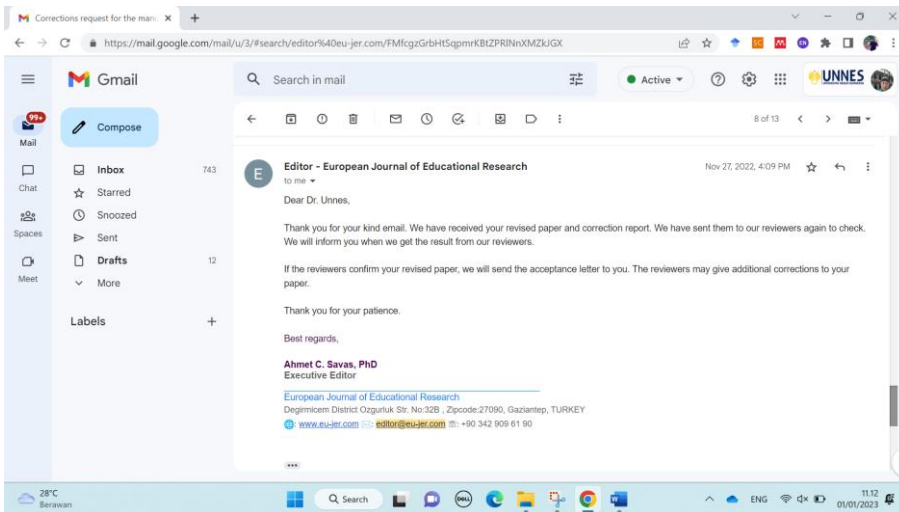 Corrections request for the manu
https://mail.google.com/mail/u/3/#search/editor%40eu-jer.com/FMfcgzGrbHtSqpmrKBtZPRlNnXMZkJGX
Gmail
Search in mail
Active
UNNES
99+
Mail
Compose
8 of 13
Inbox 743
Starred
Snoozed
Sent
Drafts 12
More
Labels
Chat
Spaces
Meet
E
Editor - European Journal of Educational Research
Nov 27, 2022, 4:09 PM
to me
Dear Dr. Unnes,
Thank you for your kind email. We have received your revised paper and correction report. We have sent them to our reviewers again to check.
We will inform you when we get the result from our reviewers.
If the reviewers confirm your revised paper, we will send the acceptance letter to you. The reviewers may give additional corrections to your
paper.
Thank you for your patience.
Best regards,
Ahmet C. Savas, PhD
Executive Editor
European Journal of Educational Research
Degirmicem District Ozgurluk Str. No:32B , Zipcode:27090, Gaziantep, TURKEY
: www.eu-jer.com : editor@eu-jer.com : +90 342 909 61 90
28°C
Berawan
Search
DELL
ENG
11.12
01/01/2023